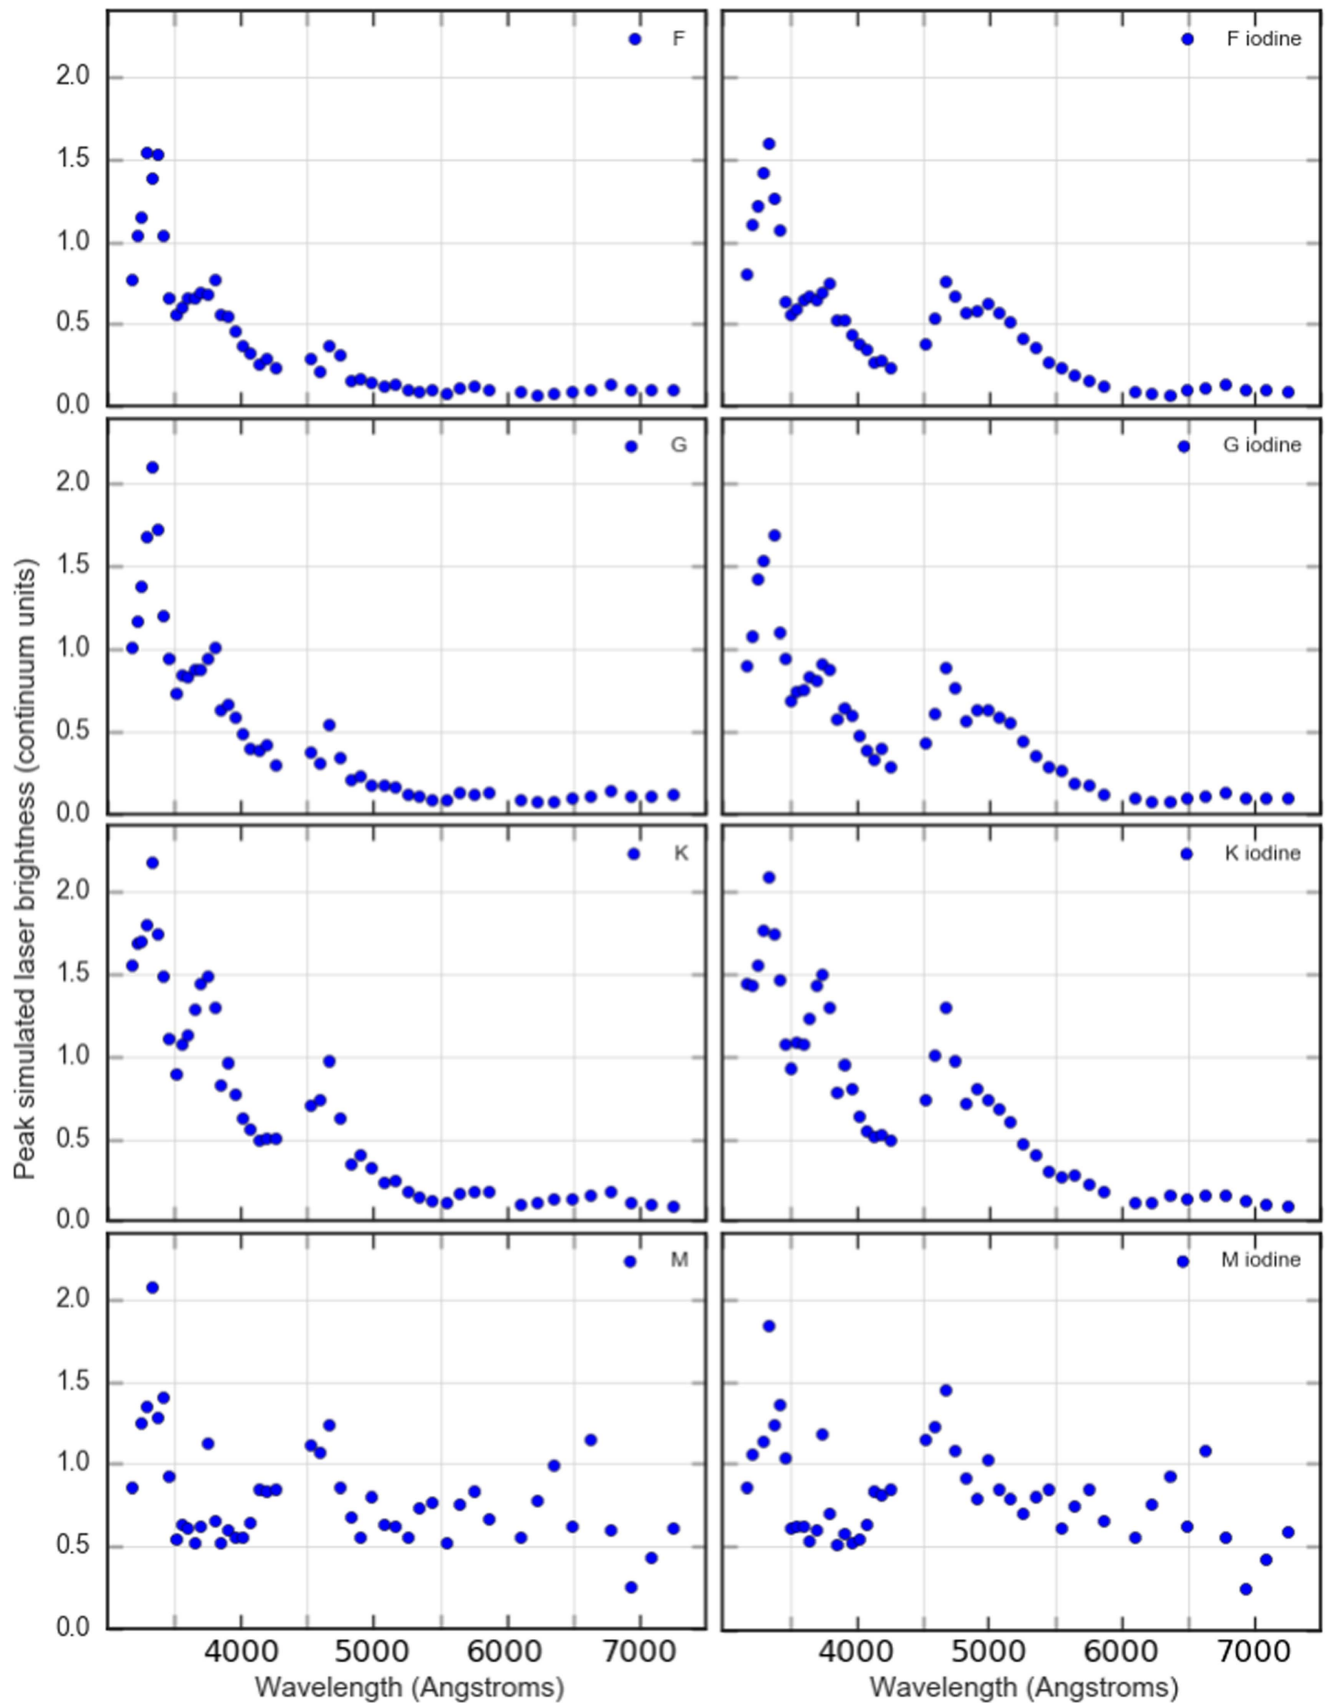 F
F iodine
2.0
1.5
1.0
0.5
0.0
G
G iodine
2.0
1.5
1.0
0.5
0.0
Peak simulated laser brightness (continuum units)
K
K iodine
2.0
1.5
1.0
0.5
0.0
M
M iodine
2.0
1.5
1.0
0.5
0.0
4000 5000 6000 7000
4000 5000 6000 7000
Wavelength (Angstroms)
Wavelength (Angstroms)